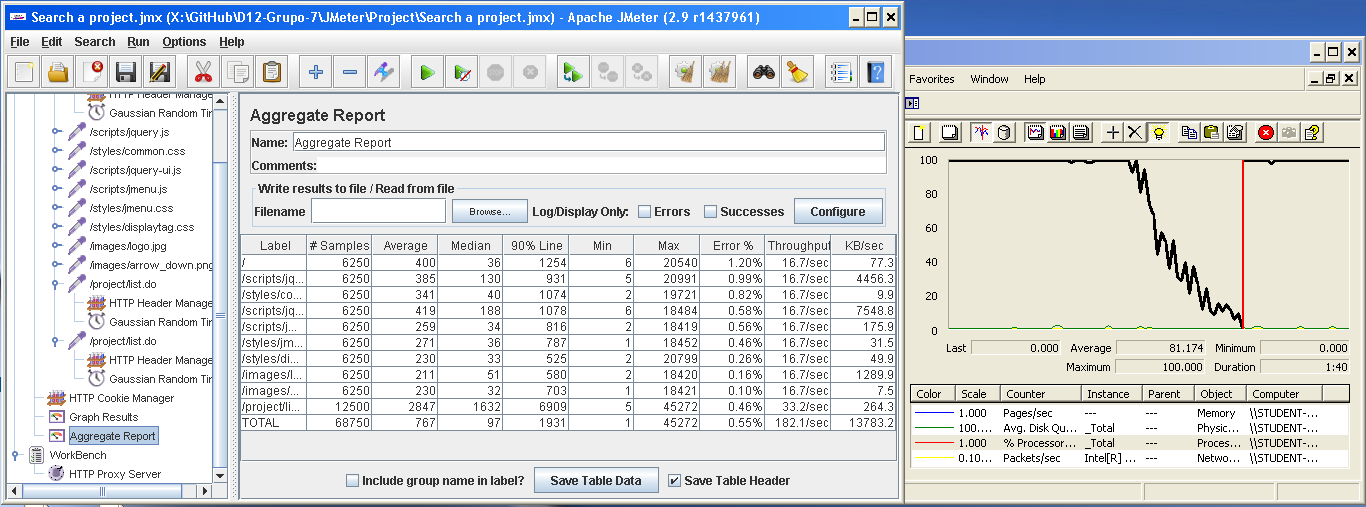 Search a project.jmx (X:\GitHub\D12-Grupo-7\JMeter\Project\Search a project.jmx) - Apache JMeter (2.9 r1437961)
File Edit Search Run Options Help
HTTP Header Manage
Gaussian Random Tim
/scripts/jquery.js
/styles/common.css
/scripts/jquery-ui.js
/scripts/jmenu.js
/styles/jmenu.css
/styles/displaytag.css
/images/logo.jpg
/images/arrow_down.png
/project/list.do
HTTP Header Manage
Gaussian Random Tim
/project/list.do
HTTP Header Manage
Gaussian Random Tim
HTTP Cookie Manager
Graph Results
Aggregate Report
WorkBench
HTTP Proxy Server
Aggregate Report
Name: Aggregate Report
Comments:
Write results to file / Read from file
Filename Browse... Log/Display Only: Errors Successes Configure
Label # Samples Average Median 90% Line Min Max Error % Throughput KB/sec
/ 6250 400 36 1254 6 20540 1.20% 16.7/sec 77.3
/scripts/jq... 6250 385 130 931 5 20991 0.99% 16.7/sec 4456.3
/styles/co... 6250 341 40 1074 2 19721 0.82% 16.7/sec 9.9
/scripts/jq... 6250 419 188 1078 6 18484 0.58% 16.7/sec 7548.8
/scripts/j... 6250 259 34 816 2 18419 0.56% 16.7/sec 175.9
/styles/jm... 6250 271 36 787 1 18452 0.46% 16.7/sec 31.5
/styles/di... 6250 230 33 525 2 20799 0.26% 16.7/sec 49.9
/images/l... 6250 211 51 580 2 18420 0.16% 16.7/sec 1289.9
/images/... 6250 230 32 703 1 18421 0.10% 16.7/sec 7.5
/project/li... 12500 2847 1632 6909 5 45272 0.46% 33.2/sec 264.3
TOTAL 68750 767 97 1931 1 45272 0.55% 182.1/sec 13783.2
Include group name in label? Save Table Data Save Table Header
Favorites Window Help
100
80
60
40
20
0
Last 0.000 Average 81.174 Minimum 0.000
Maximum 100.000 Duration 1:40
Color Scale Counter Instance Parent Object Computer
1.000 Pages/sec --- --- Memory \\STUDENT-...
100.... Avg. Disk Qu... _Total --- Physic... \\STUDENT-...
1.000 % Processor... _Total --- Proces... \\STUDENT-...
0.10... Packets/sec Intel[R] ... --- Netwo... \\STUDENT-...